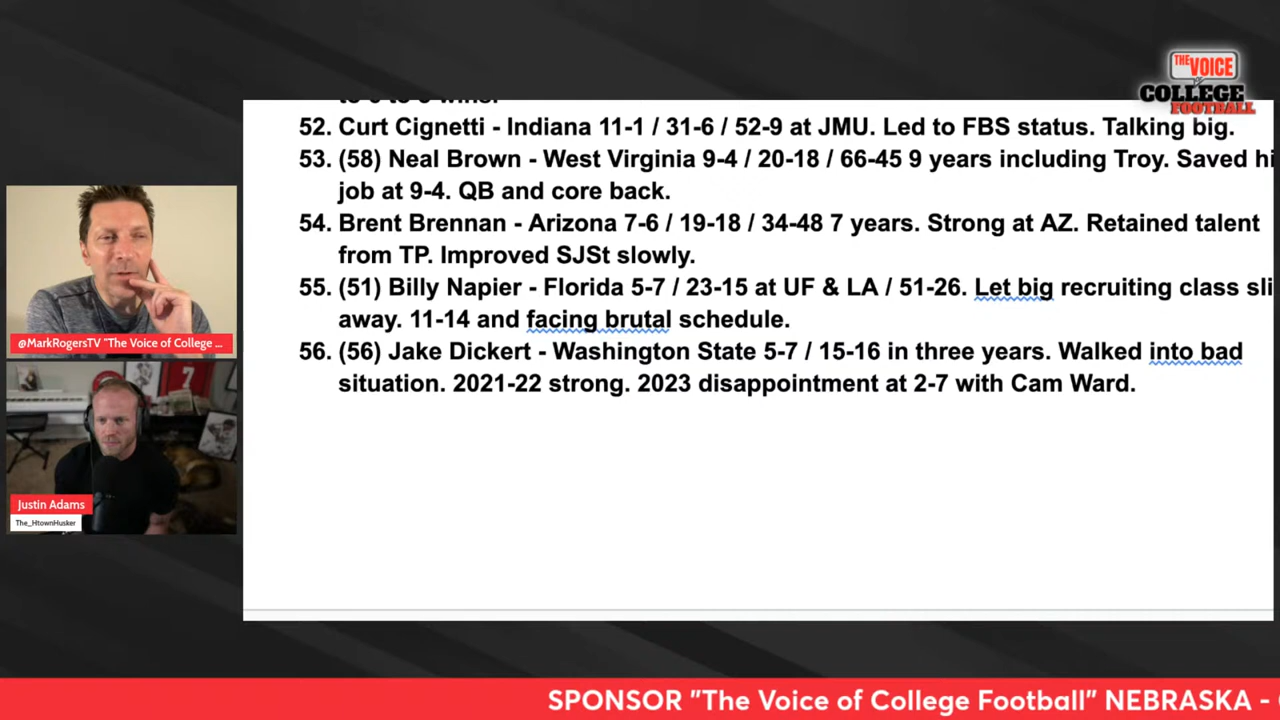 THE VOICE
OF
COLLEGE
FOOTBALL
52. Curt Cignetti - Indiana 11-1 / 31-6 / 52-9 at JMU. Led to FBS status. Talking big.
53. (58) Neal Brown - West Virginia 9-4 / 20-18 / 66-45 9 years including Troy. Saved hi
job at 9-4. QB and core back.
54. Brent Brennan - Arizona 7-6 / 19-18 / 34-48 7 years. Strong at AZ. Retained talent
from TP. Improved SJSt slowly.
55. (51) Billy Napier - Florida 5-7 / 23-15 at UF & LA / 51-26. Let big recruiting class sli
away. 11-14 and facing brutal schedule.
56. (56) Jake Dickert - Washington State 5-7 / 15-16 in three years. Walked into bad
situation. 2021-22 strong. 2023 disappointment at 2-7 with Cam Ward.
@MarkRogersTV "The Voice of College ...
7
Justin Adams
The_HtownHusker
SPONSOR "The Voice of College Football" NEBRASKA -